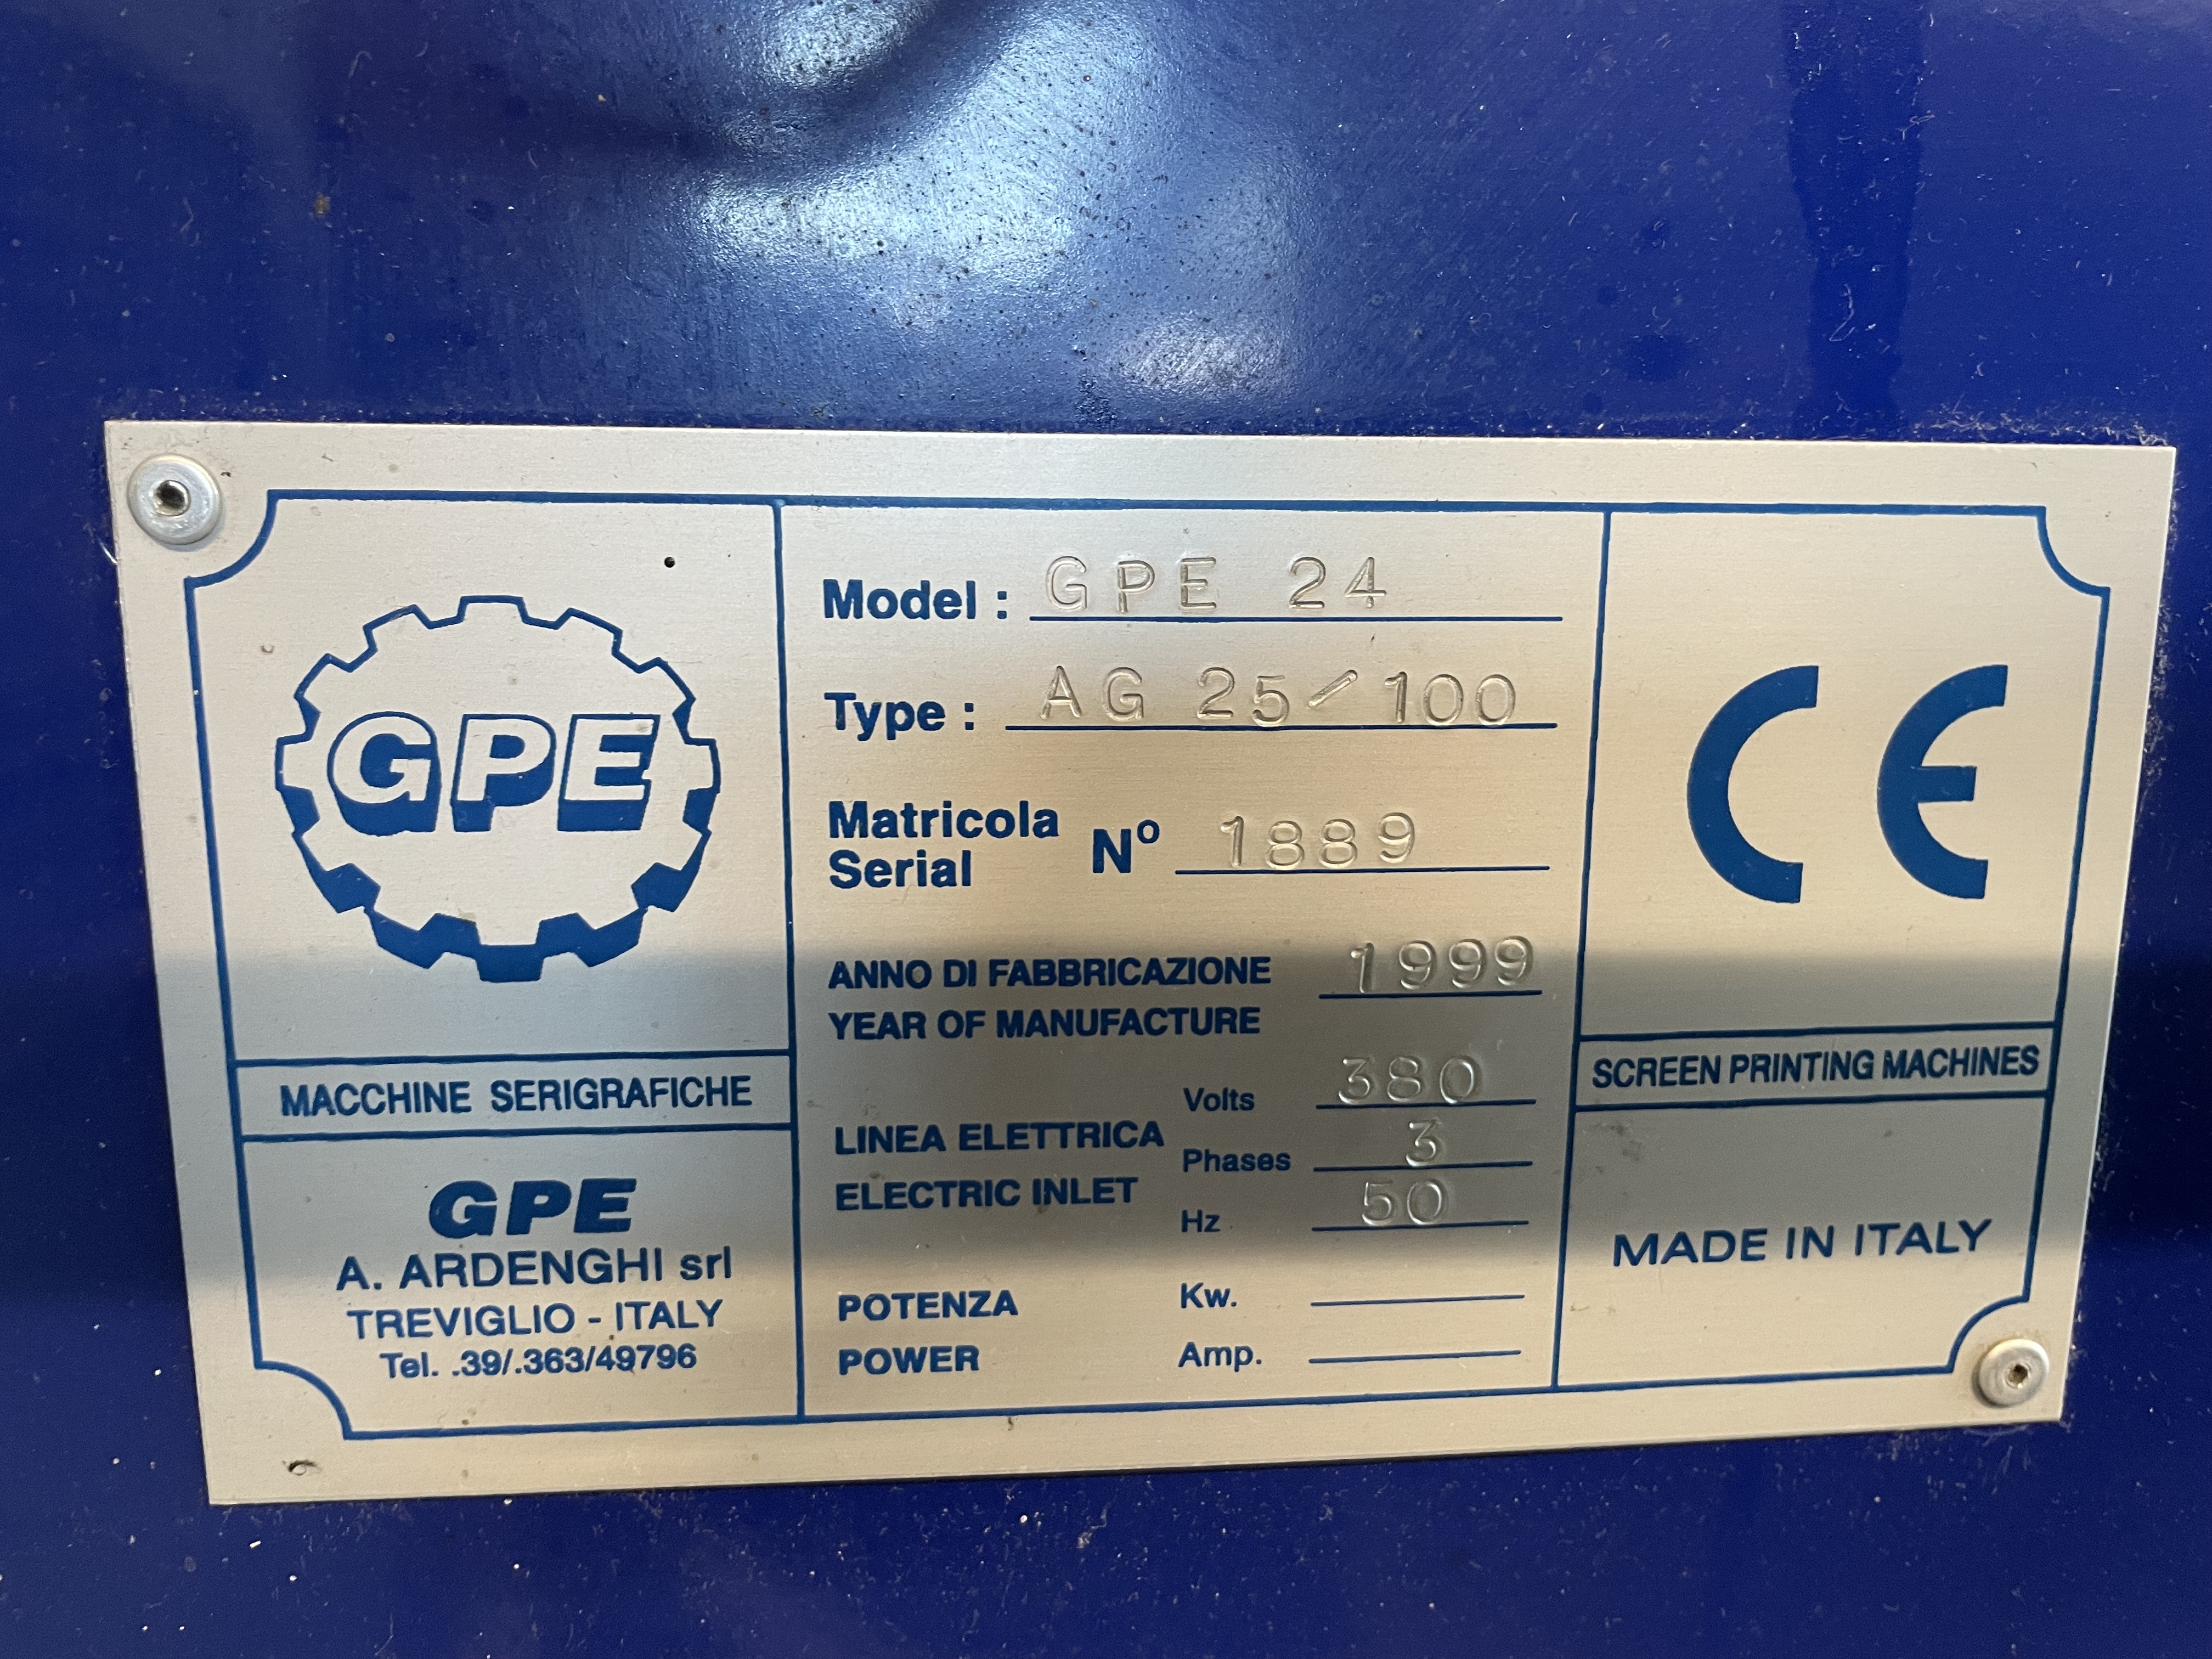 GPE
MACCHINE SERIGRAFICHE
GPE
A. ARDENGHI srl
TREVIGLIO - ITALY
Tel. .39/.363/49796
Model : GPE 24
Type : AG 25/100
Matricola
Serial Nº 1889
ANNO DI FABBRICAZIONE 1999
YEAR OF MANUFACTURE
LINEA ELETTRICA
ELECTRIC INLET
Volts 380
Phases 3
Hz 50
POTENZA Kw.
POWER Amp.
CE
SCREEN PRINTING MACHINES
MADE IN ITALY